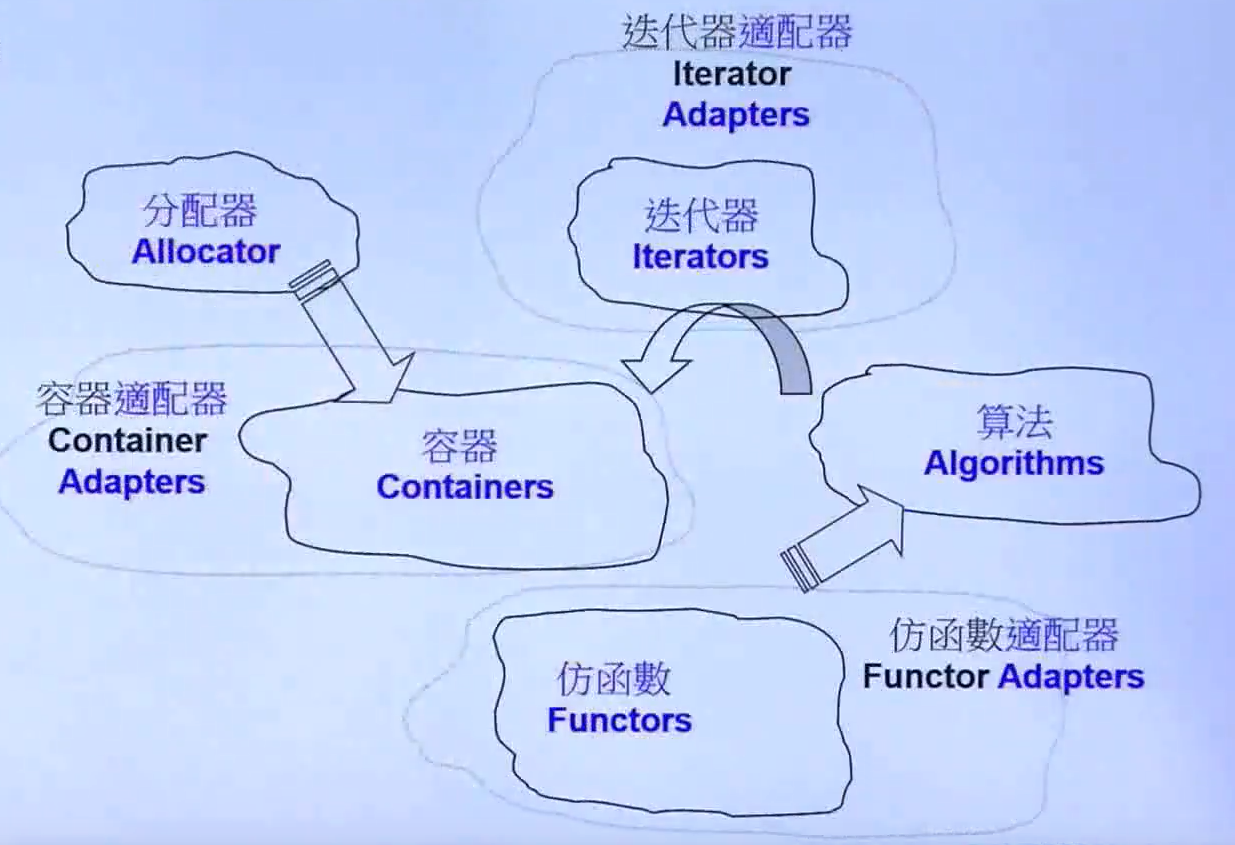 迭代器適配器
Iterator
Adapters
分配器
Allocator
迭代器
Iterators
容器適配器
Container
Adapters
容器
Containers
算法
Algorithms
仿函數
Functors
仿函數適配器
Functor Adapters